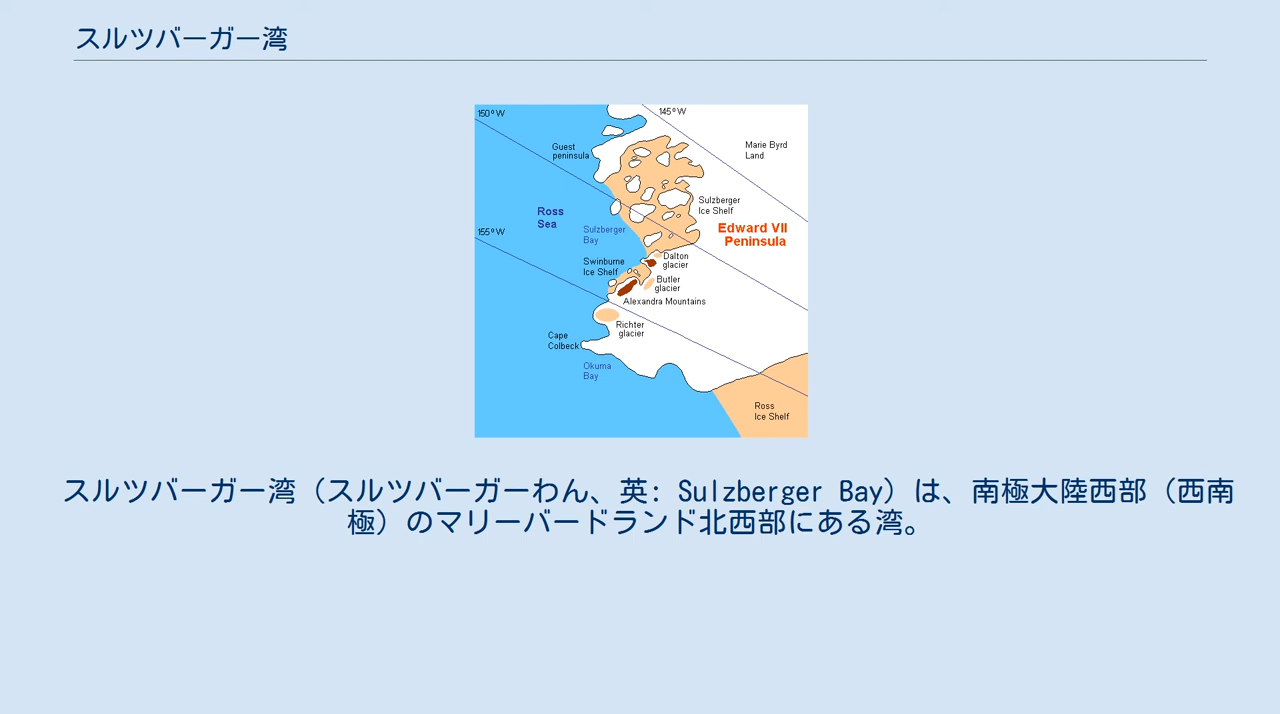 スルツバーガー湾
150° W
145° W
Guest
peninsula
Marie Byrd
Land
Sulzberger
Ice Shelf
Ross
Sea
Sulzberger
Bay
Edward VII
Peninsula
155° W
Swinburne
Ice Shelf
Dalton
glacier
Butler
glacier
Alexandra Mountains
Richter
glacier
Cape
Colbeck
Okuma
Bay
Ross
Ice Shelf
スルツバーガー湾（スルツバーガーわん、英: Sulzberger Bay）は、南極大陸西部（西南
極）のマリーバードランド北西部にある湾。